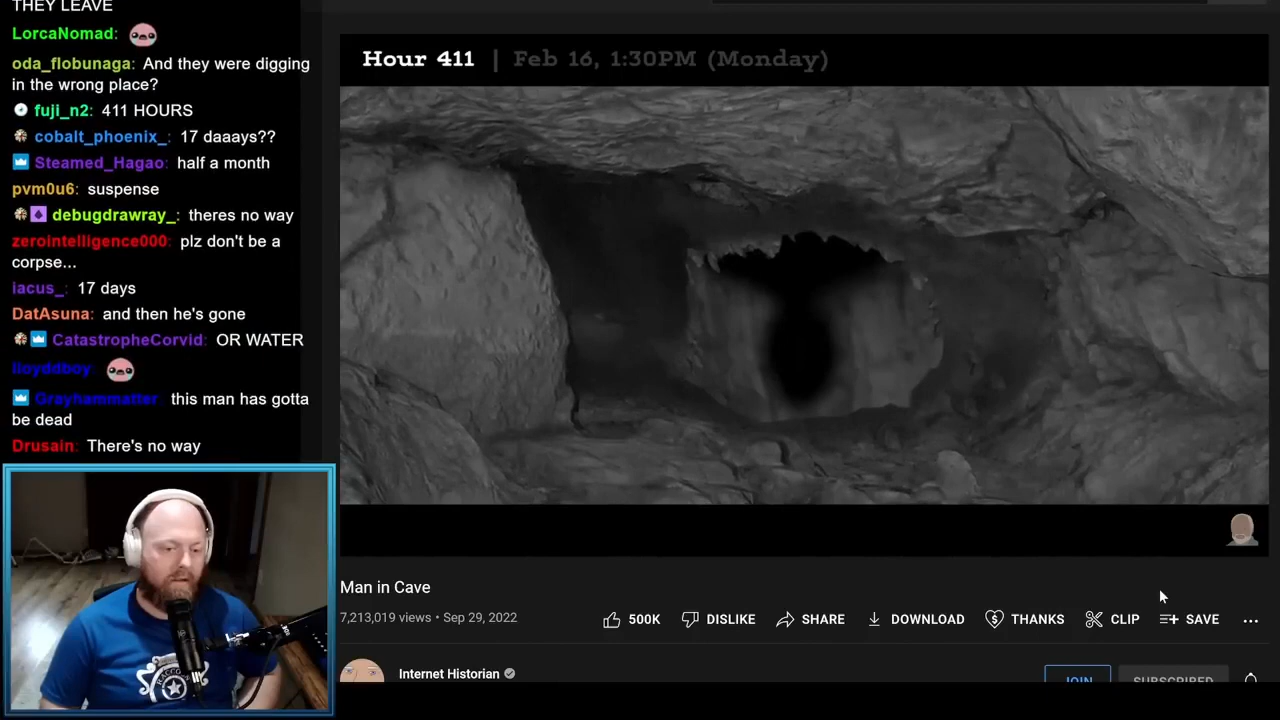 THEY LEAVE
LorcaNomad:
oda_flobunaga: And they were digging
in the wrong place?
fuji_n2: 411 HOURS
cobalt_phoenix_: 17 daaays??
Steamed_Hagao: half a month
pvm0u6: suspense
debugdrawray_: theres no way
zerointelligence000: plz don't be a
corpse...
iacus_: 17 days
DatAsuna: and then he's gone
CatastropheCorvid: OR WATER
lloyddboy:
Grayhammatter: this man has gotta
be dead
Drusain: There's no way
Hour 411 | Feb 16, 1:30PM (Monday)
Man in Cave
7,213,019 views • Sep 29, 2022
500K DISLIKE SHARE DOWNLOAD THANKS CLIP SAVE ...
Internet Historian
JOIN SUBSCRIBED